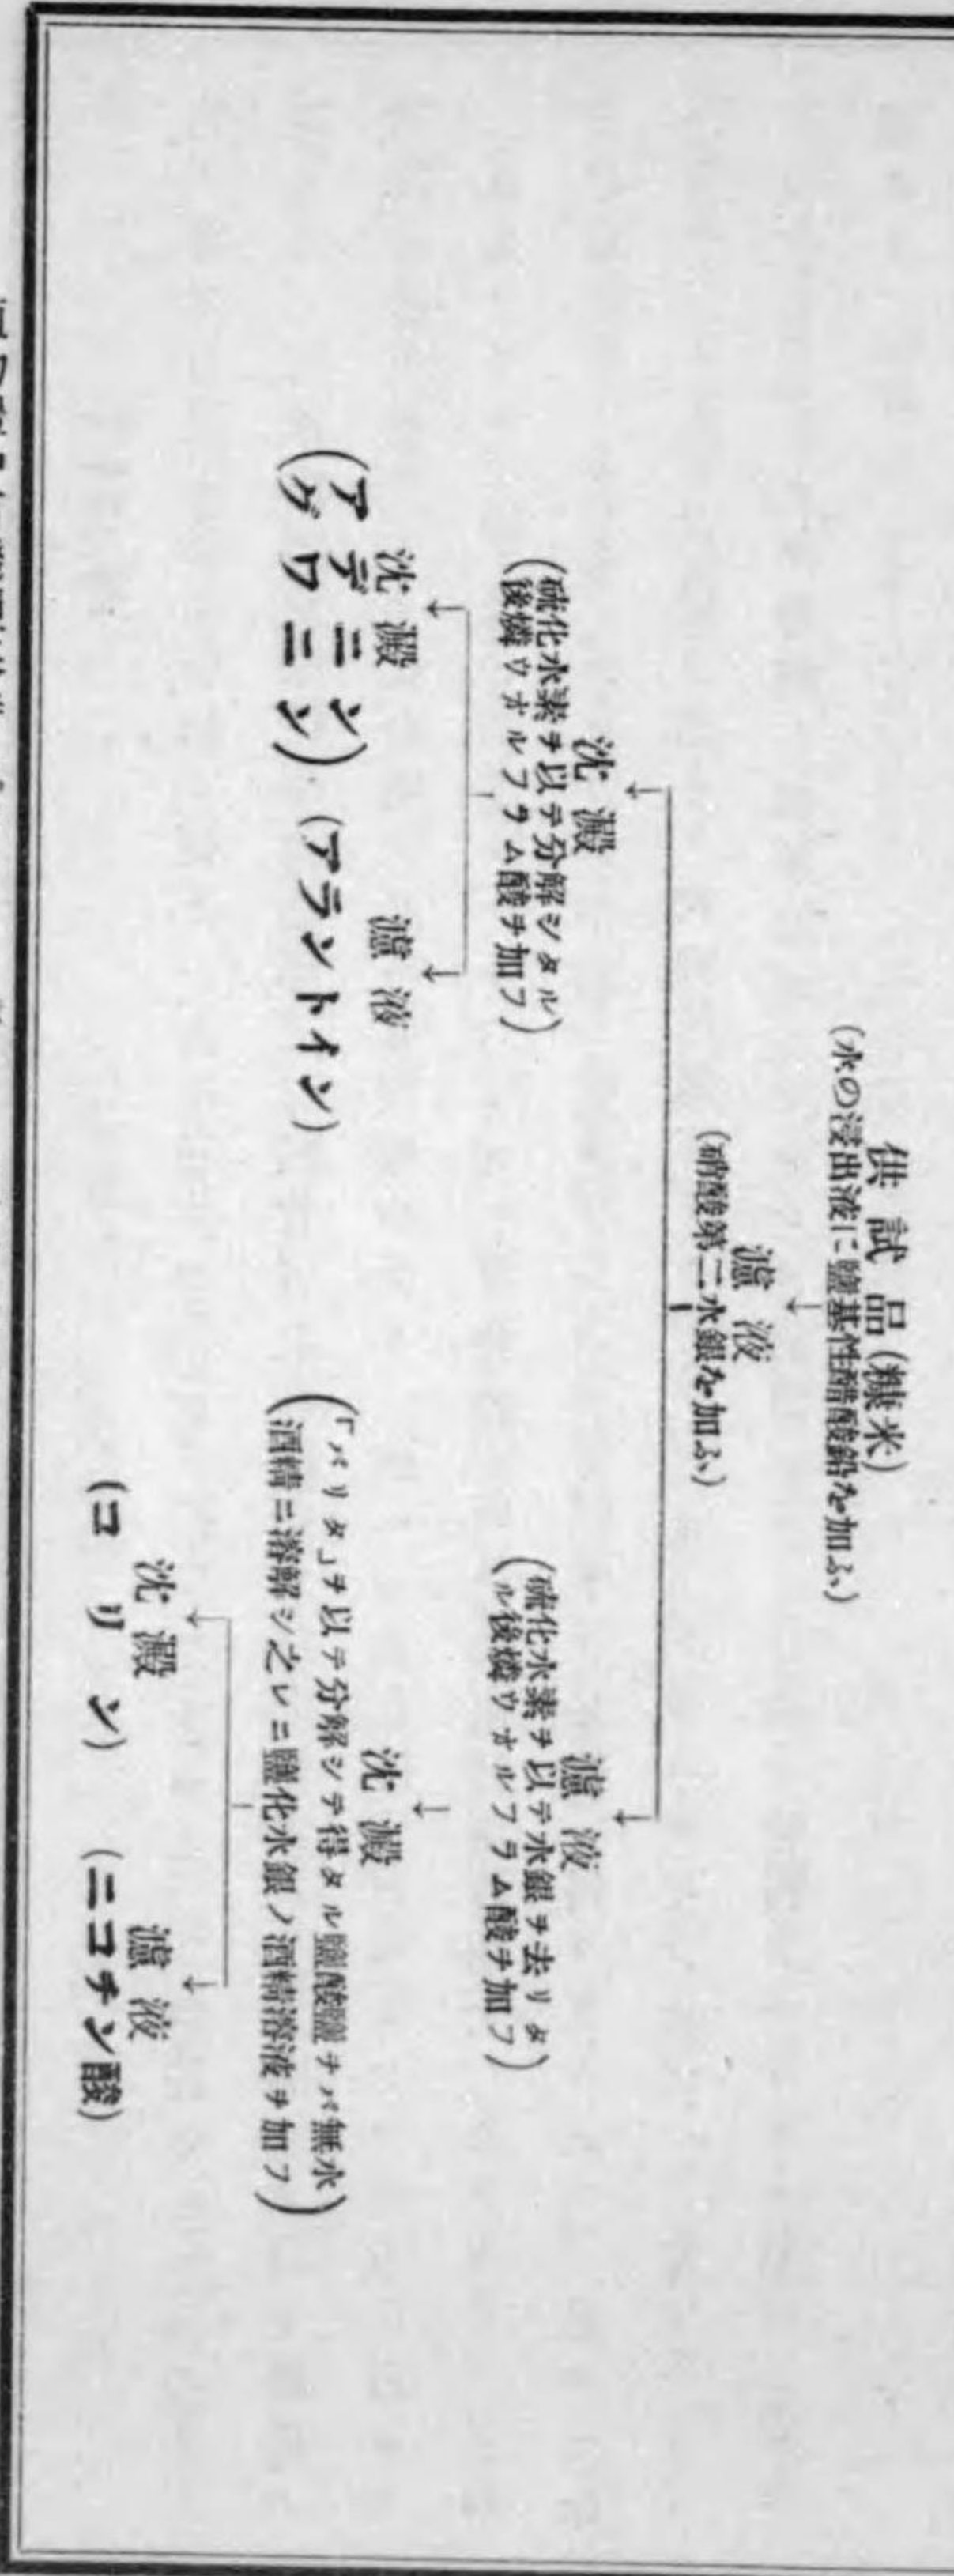 供試品(糠米)
(水の浸出液に鹽基性醋酸鉛を加ふ)
濾液
(硝酸第二水銀を加ふ)
沈澱
(硫化水素ヲ以テ分解シタル
後燐ウオルフラム酸ヲ加フ)
沈澱
(アデニン)
(グワニン)
濾液
(アラントイン)
濾液
(硫化水素ヲ以テ水銀ヲ去リタ
ル後燐ウオルフラム酸ヲ加フ)
沈澱
(「バリタ」ヲ以テ分解シテ得タル鹽酸鹽ヲバ無水
酒精ニ溶解シ之レニ鹽化水銀ノ酒精溶液ヲ加フ)
沈澱
(コリン)
濾液
(ニコチン酸)